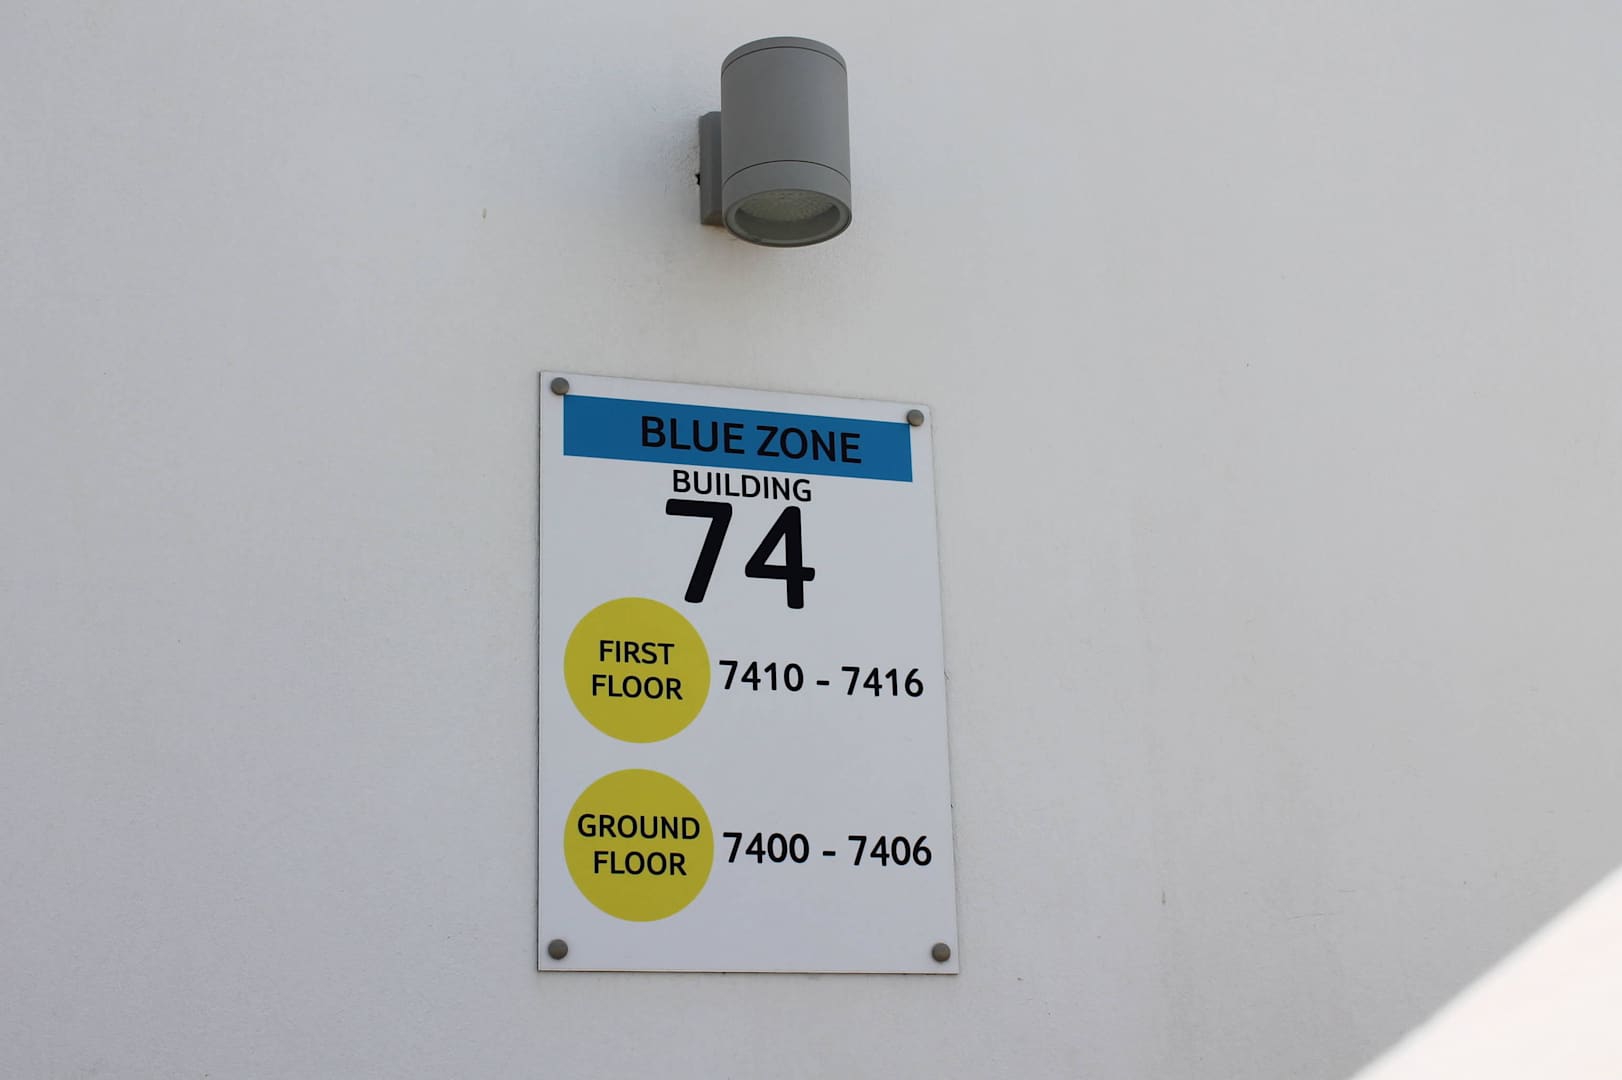 BLUE ZONE
BUILDING
74
FIRST
FLOOR
7410 - 7416
GROUND
FLOOR
7400 - 7406